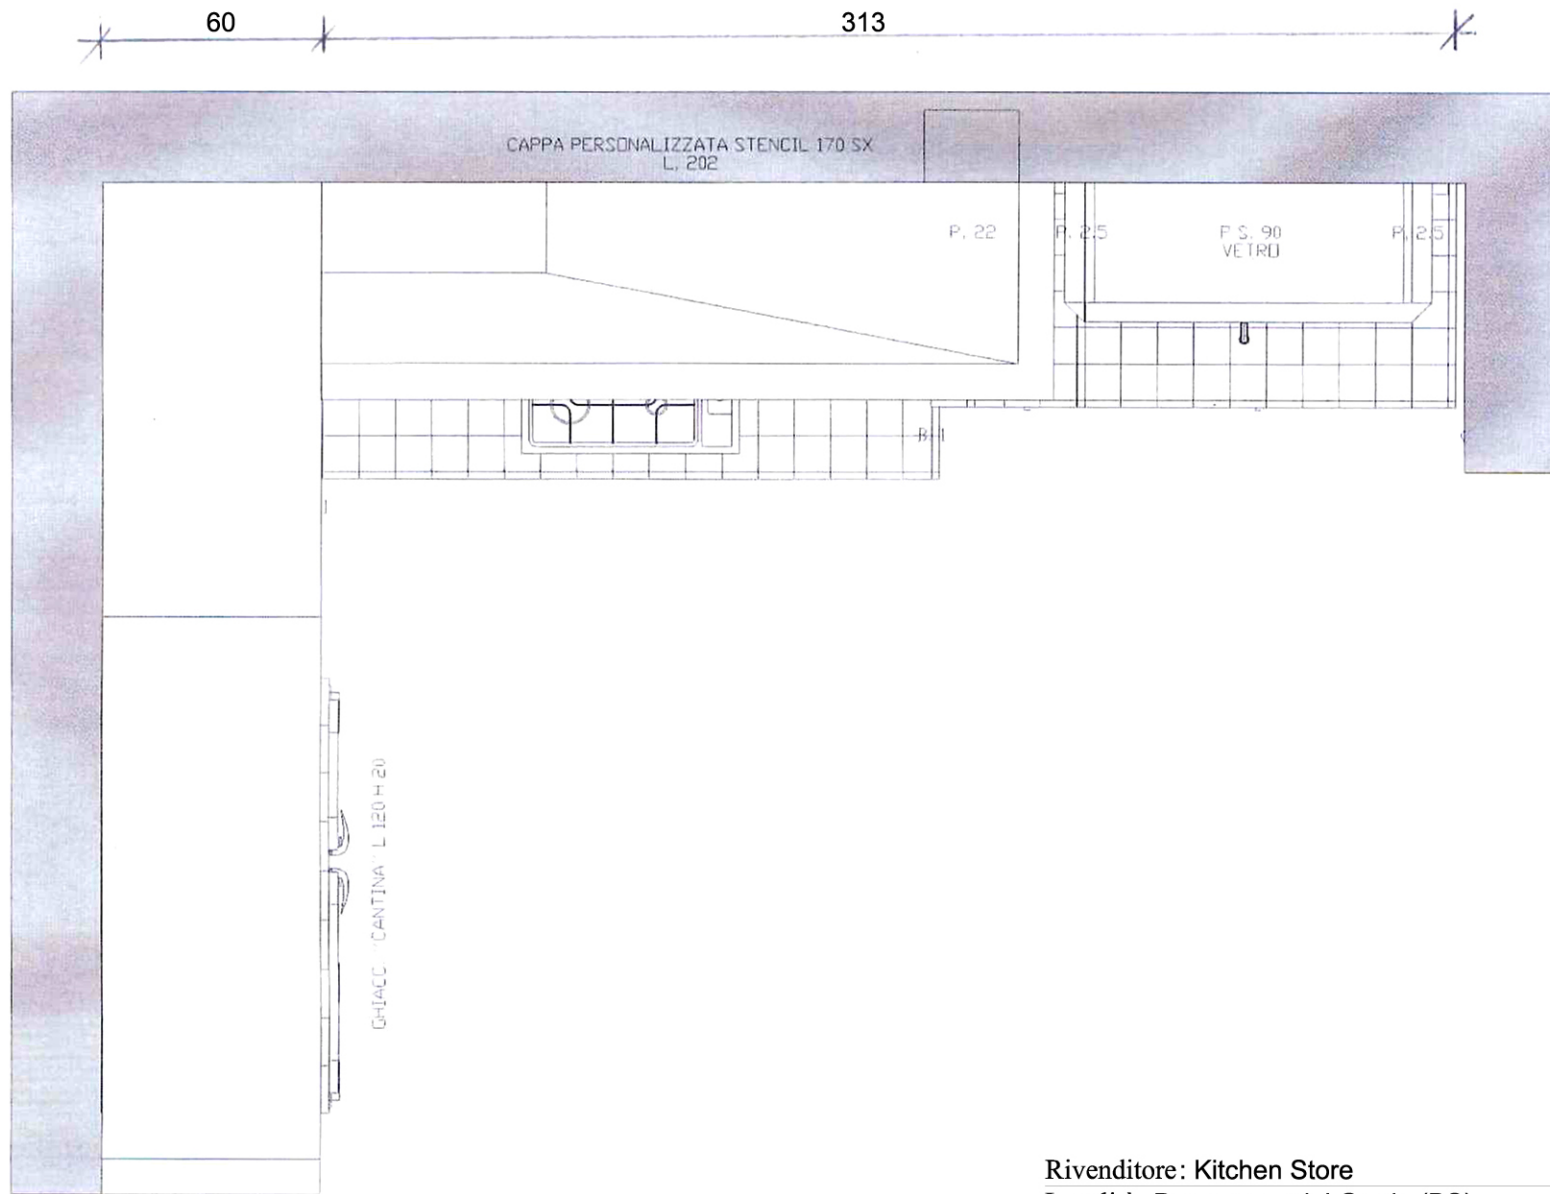 60
313
CAPPA PERSONALIZZATA STENCIL 170 SX
L. 202
P. 22
P. 2.5
P S. 90
VETRO
P. 2.5
GHIACC. "CANTINA" L 120 H 20
Rivenditore: Kitchen Store